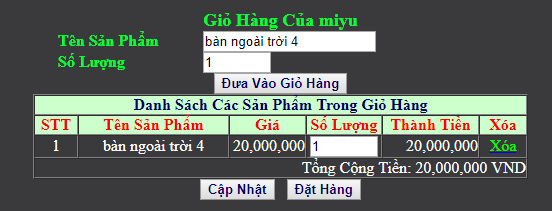 Giỏ Hàng Của miyu
Tên Sản Phẩm bàn ngoài trời 4
Số Lượng 1
Đưa Vào Giỏ Hàng
Danh Sách Các Sản Phẩm Trong Giỏ Hàng
STT Tên Sản Phẩm Giá Số Lượng Thành Tiền Xóa
1 bàn ngoài trời 4 20,000,000 1 20,000,000 Xóa
Tổng Cộng Tiền: 20,000,000 VND
Cập Nhật Đặt Hàng